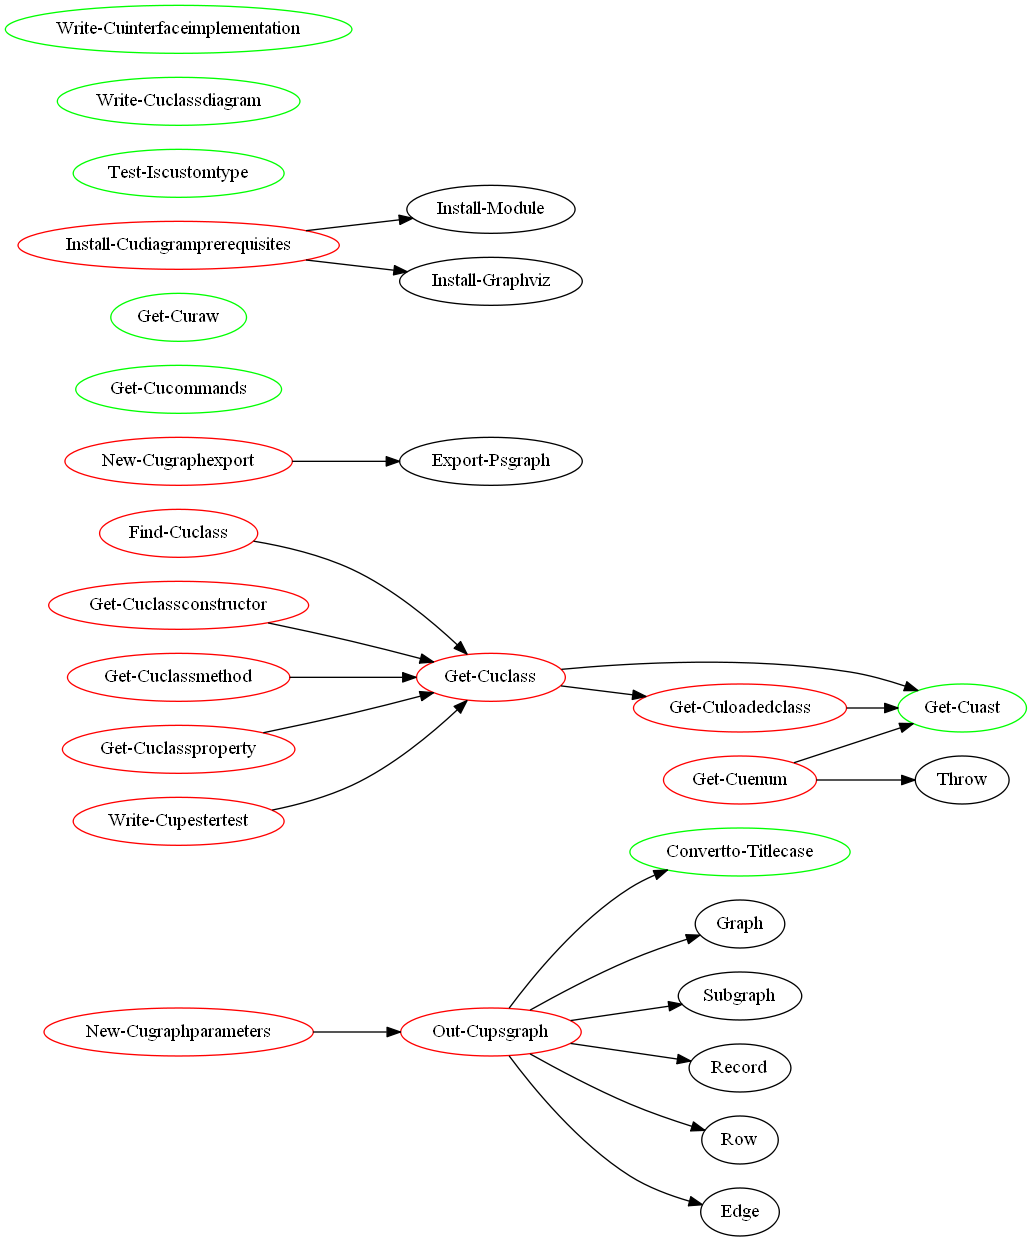 Write-Cuinterfaceimplementation
Write-Cuclassdiagram
Test-Iscustomtype
Install-Module
Install-Cudiagramprerequisites
Install-Graphviz
Get-Curaw
Get-Cucommands
New-Cugraphexport
Export-Psgraph
Find-Cuclass
Get-Cuclassconstructor
Get-Cuclassmethod
Get-Cuclass
Get-Culoadedclass
Get-Cuast
Get-Cuclassproperty
Get-Cuenum
Throw
Write-Cupestertest
Convertto-Titlecase
Graph
Subgraph
New-Cugraphparameters
Out-Cupsgraph
Record
Row
Edge